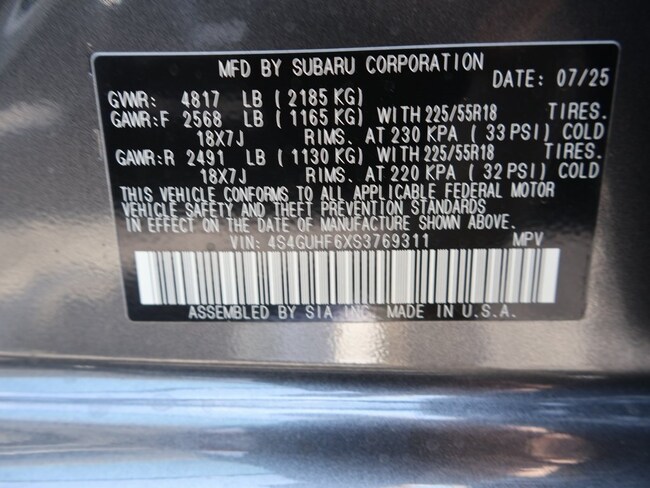 MFD BY SUBARU CORPORATION
DATE: 07/25
GVWR: 4817 LB (2185 KG)
GAWR:F 2568 LB (1165 KG) WITH 225/55R18 TIRES.
18X7J RIMS. AT 230 KPA (33 PSI) COLD
GAWR:R 2491 LB (1130 KG) WITH 225/55R18 TIRES.
18X7J RIMS. AT 220 KPA (32 PSI) COLD
THIS VEHICLE CONFORMS TO ALL APPLICABLE FEDERAL MOTOR
VEHICLE SAFETY AND THEFT PREVENTION STANDARDS
IN EFFECT ON THE DATE OF MANUFACTURE SHOWN ABOVE.
VIN: 4S4GUHF6XS3769311 MPV
ASSEMBLED BY SIA INC. MADE IN U.S.A.